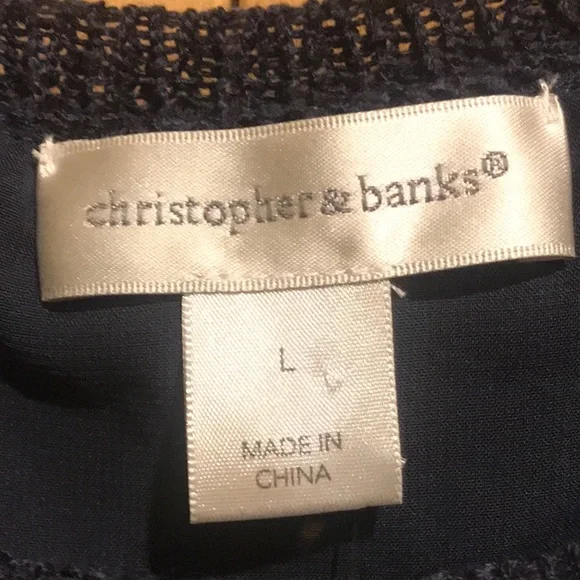 christopher & banks®
L
MADE IN
CHINA